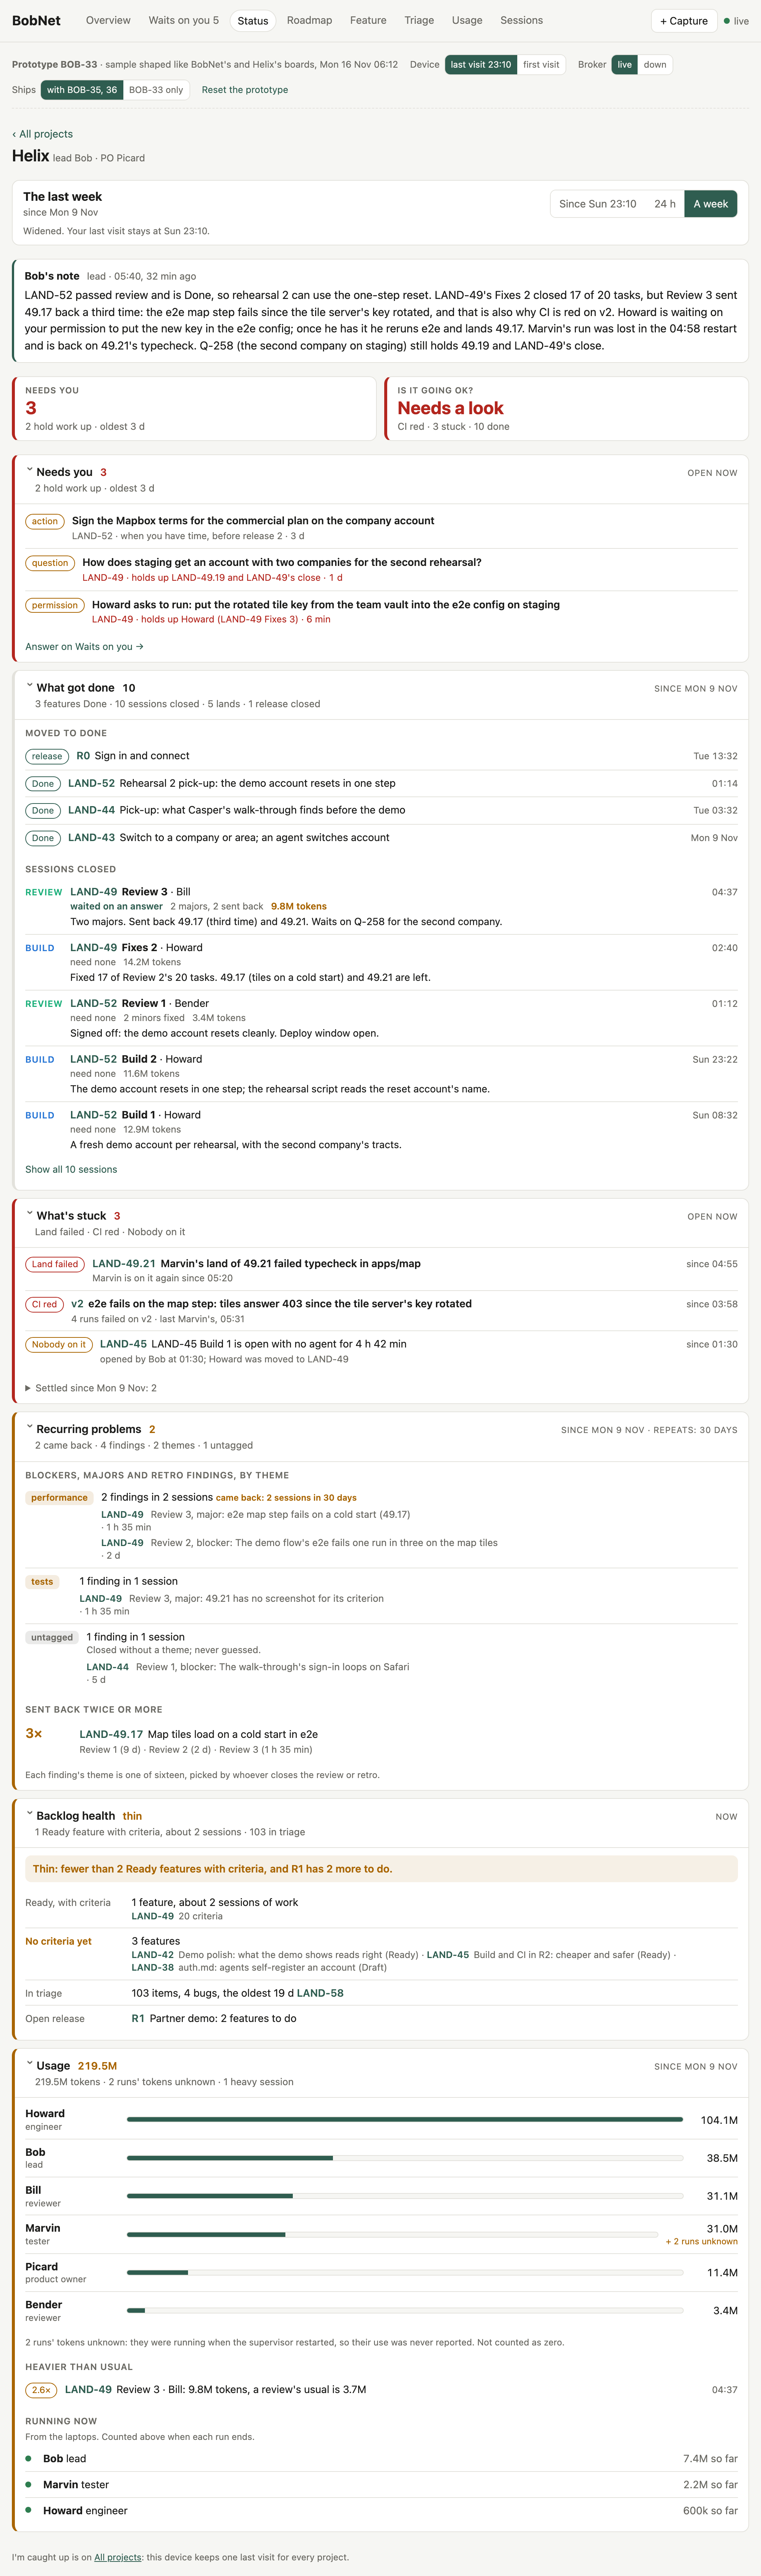 BobNet Overview Waits on you 5 Status Roadmap Feature Triage Usage Sessions + Capture live
Prototype BOB-33 · sample shaped like BobNet's and Helix's boards, Mon 16 Nov 06:12 Device last visit 23:10 first visit Broker live down
Ships with BOB-35, 36 BOB-33 only Reset the prototype
‹ All projects
Helix lead Bob · PO Picard
The last week
since Mon 9 Nov
Widened. Your last visit stays at Sun 23:10.
Since Sun 23:10 24 h A week
Bob's note lead · 05:40, 32 min ago
LAND-52 passed review and is Done, so rehearsal 2 can use the one-step reset. LAND-49's Fixes 2 closed 17 of 20 tasks, but Review 3 sent
49.17 back a third time: the e2e map step fails since the tile server's key rotated, and that is also why CI is red on v2. Howard is waiting on
your permission to put the new key in the e2e config; once he has it he reruns e2e and lands 49.17. Marvin's run was lost in the 04:58 restart
and is back on 49.21's typecheck. Q-258 (the second company on staging) still holds 49.19 and LAND-49's close.
NEEDS YOU
3
2 hold work up · oldest 3 d
IS IT GOING OK?
Needs a look
CI red · 3 stuck · 10 done
Needs you 3 OPEN NOW
2 hold work up · oldest 3 d
action Sign the Mapbox terms for the commercial plan on the company account
LAND-52 · when you have time, before release 2 · 3 d
question How does staging get an account with two companies for the second rehearsal?
LAND-49 · holds up LAND-49.19 and LAND-49's close · 1 d
permission Howard asks to run: put the rotated tile key from the team vault into the e2e config on staging
LAND-49 · holds up Howard (LAND-49 Fixes 3) · 6 min
Answer on Waits on you →
What got done 10 SINCE MON 9 NOV
3 features Done · 10 sessions closed · 5 lands · 1 release closed
MOVED TO DONE
release R0 Sign in and connect Tue 13:32
Done LAND-52 Rehearsal 2 pick-up: the demo account resets in one step 01:14
Done LAND-44 Pick-up: what Casper's walk-through finds before the demo Tue 03:32
Done LAND-43 Switch to a company or area; an agent switches account Mon 9 Nov
SESSIONS CLOSED
REVIEW LAND-49 Review 3 · Bill 04:37
waited on an answer 2 majors, 2 sent back 9.8M tokens
Two majors. Sent back 49.17 (third time) and 49.21. Waits on Q-258 for the second company.
BUILD LAND-49 Fixes 2 · Howard 02:40
need none 14.2M tokens
Fixed 17 of Review 2's 20 tasks. 49.17 (tiles on a cold start) and 49.21 are left.
REVIEW LAND-52 Review 1 · Bender 01:12
need none 2 minors fixed 3.4M tokens
Signed off: the demo account resets cleanly. Deploy window open.
BUILD LAND-52 Build 2 · Howard Sun 23:22
need none 11.6M tokens
The demo account resets in one step; the rehearsal script reads the reset account's name.
BUILD LAND-52 Build 1 · Howard Sun 08:32
need none 12.9M tokens
A fresh demo account per rehearsal, with the second company's tracts.
Show all 10 sessions
What's stuck 3 OPEN NOW
Land failed · CI red · Nobody on it
Land failed LAND-49.21 Marvin's land of 49.21 failed typecheck in apps/map since 04:55
Marvin is on it again since 05:20
CI red v2 e2e fails on the map step: tiles answer 403 since the tile server's key rotated since 03:58
4 runs failed on v2 · last Marvin's, 05:31
Nobody on it LAND-45 LAND-45 Build 1 is open with no agent for 4 h 42 min since 01:30
opened by Bob at 01:30; Howard was moved to LAND-49
▶ Settled since Mon 9 Nov: 2
Recurring problems 2 SINCE MON 9 NOV · REPEATS: 30 DAYS
2 came back · 4 findings · 2 themes · 1 untagged
BLOCKERS, MAJORS AND RETRO FINDINGS, BY THEME
performance 2 findings in 2 sessions came back: 2 sessions in 30 days
LAND-49 Review 3, major: e2e map step fails on a cold start (49.17)
· 1 h 35 min
LAND-49 Review 2, blocker: The demo flow's e2e fails one run in three on the map tiles
· 2 d
tests 1 finding in 1 session
LAND-49 Review 3, major: 49.21 has no screenshot for its criterion
· 1 h 35 min
untagged 1 finding in 1 session
Closed without a theme; never guessed.
LAND-44 Review 1, blocker: The walk-through's sign-in loops on Safari
· 5 d
SENT BACK TWICE OR MORE
3× LAND-49.17 Map tiles load on a cold start in e2e
Review 1 (9 d) · Review 2 (2 d) · Review 3 (1 h 35 min)
Each finding's theme is one of sixteen, picked by whoever closes the review or retro.
Backlog health thin NOW
1 Ready feature with criteria, about 2 sessions · 103 in triage
Thin: fewer than 2 Ready features with criteria, and R1 has 2 more to do.
Ready, with criteria 1 feature, about 2 sessions of work
LAND-49 20 criteria
No criteria yet 3 features
LAND-42 Demo polish: what the demo shows reads right (Ready) · LAND-45 Build and CI in R2: cheaper and safer (Ready) ·
LAND-38 auth.md: agents self-register an account (Draft)
In triage 103 items, 4 bugs, the oldest 19 d LAND-58
Open release R1 Partner demo: 2 features to do
Usage 219.5M SINCE MON 9 NOV
219.5M tokens · 2 runs' tokens unknown · 1 heavy session
Howard 104.1M
engineer
Bob 38.5M
lead
Bill 31.1M
reviewer
Marvin 31.0M
tester + 2 runs unknown
Picard 11.4M
product owner
Bender 3.4M
reviewer
2 runs' tokens unknown: they were running when the supervisor restarted, so their use was never reported. Not counted as zero.
HEAVIER THAN USUAL
2.6× LAND-49 Review 3 · Bill: 9.8M tokens, a review's usual is 3.7M 04:37
RUNNING NOW
From the laptops. Counted above when each run ends.
Bob lead 7.4M so far
Marvin tester 2.2M so far
Howard engineer 600k so far
I'm caught up is on All projects: this device keeps one last visit for every project.